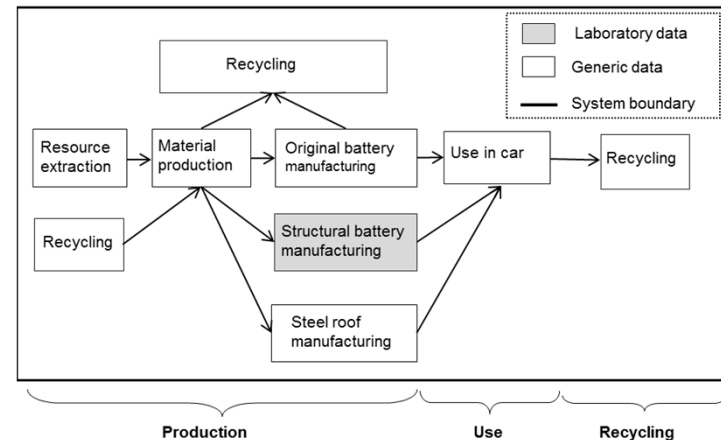 Laboratory data
Generic data
System boundary
Recycling
Resource
extraction
Material
production
Original battery
manufacturing
Use in car
Recycling
Recycling
Structural battery
manufacturing
Steel roof
manufacturing
Production
Use
Recycling